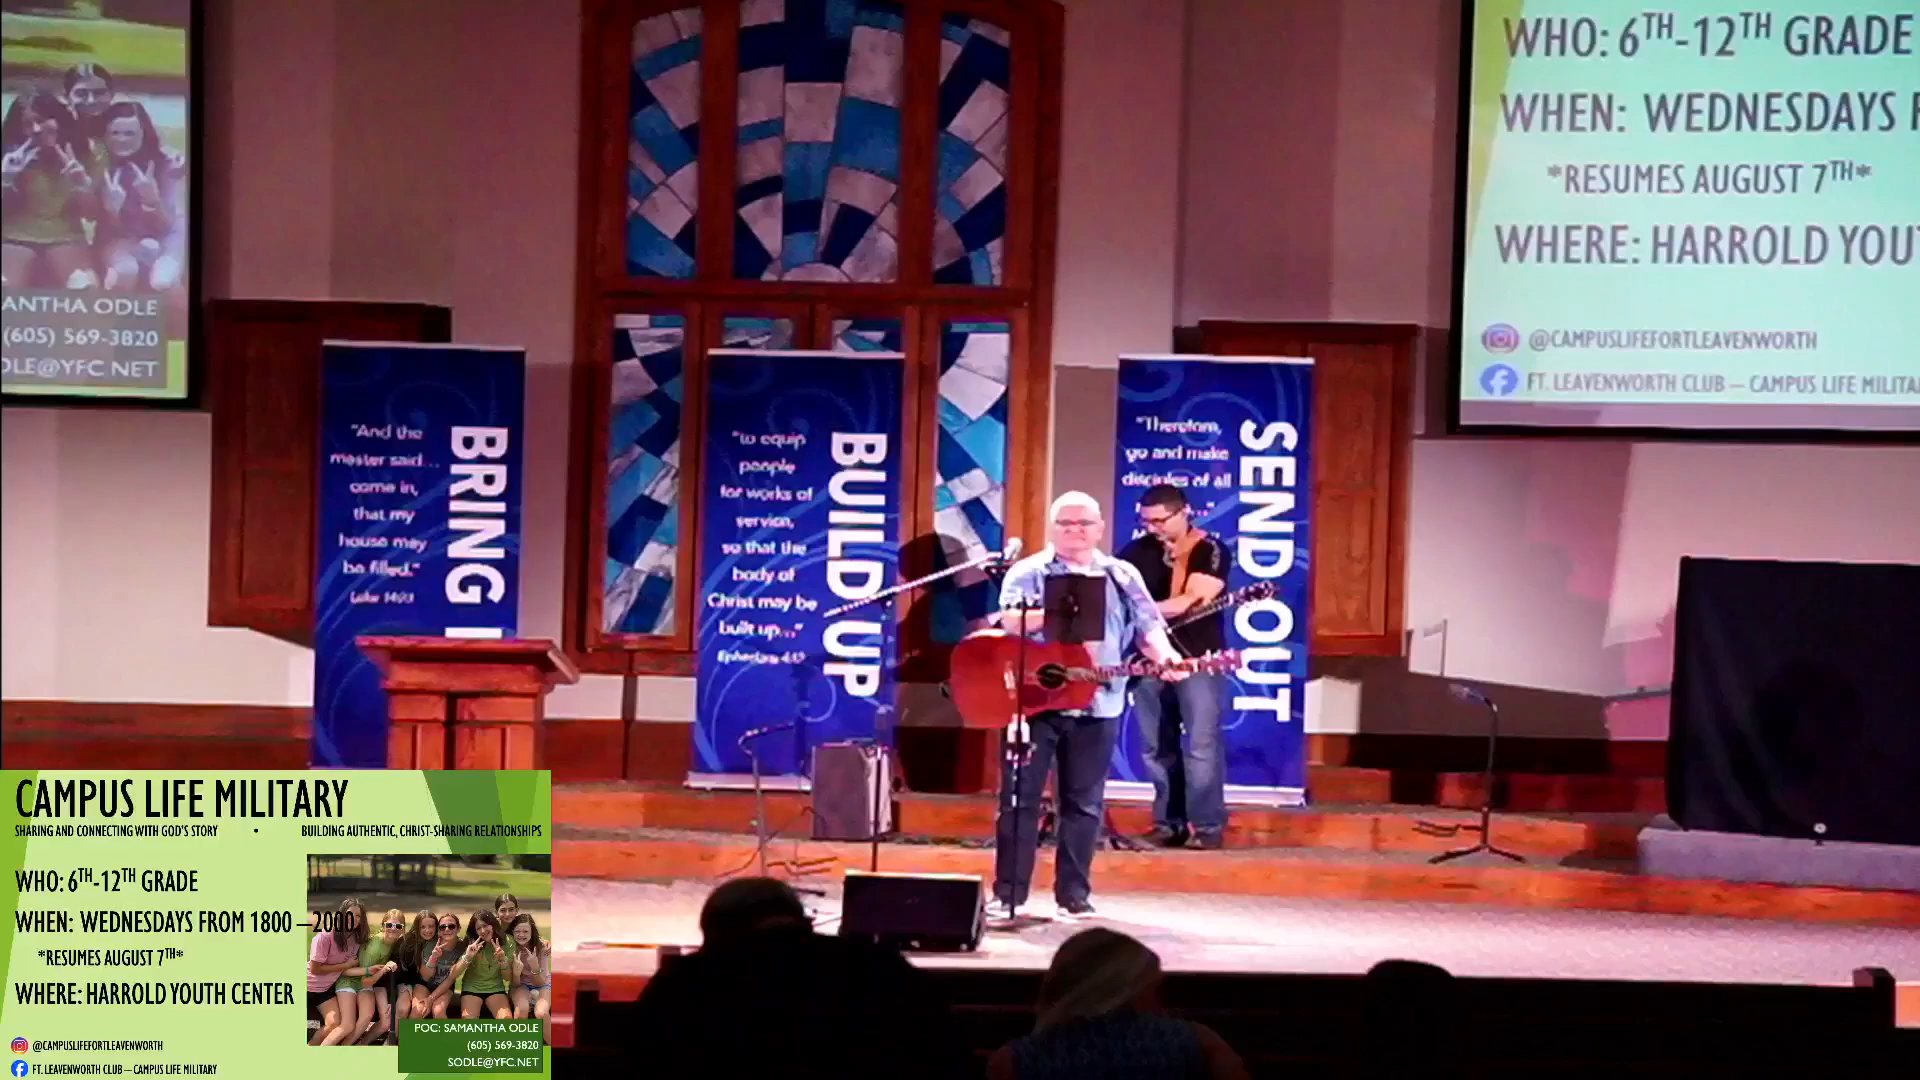 WHO: 6TH-12TH GRADE
WHEN: WEDNESDAYS F
*RESUMES AUGUST 7TH*
WHERE: HARROLD YOU
@CAMPUSLIFEFORTLEAVENWORTH
FT. LEAVENWORTH CLUB – CAMPUS LIFE MILITA
ANTHA ODLE
(605) 569-3820
DLE@YFC.NET
"And the
master said...
come in,
that my
house may
be filled."
BRING
"to equip
people
for works of
service,
so that the
body of
Christ may be
built up..."
Ephesians 4:12
BUILD UP
"Therefore,
go and make
disciples of all
SEND OUT
CAMPUS LIFE MILITARY
SHARING AND CONNECTING WITH GOD'S STORY • BUILDING AUTHENTIC, CHRIST-SHARING RELATIONSHIPS
WHO: 6TH-12TH GRADE
WHEN: WEDNESDAYS FROM 1800 –2000
*RESUMES AUGUST 7TH*
WHERE: HARROLD YOUTH CENTER
POC: SAMANTHA ODLE
(605) 569-3820
SODLE@YFC.NET
@CAMPUSLIFEFORTLEAVENWORTH
FT. LEAVENWORTH CLUB – CAMPUS LIFE MILITARY